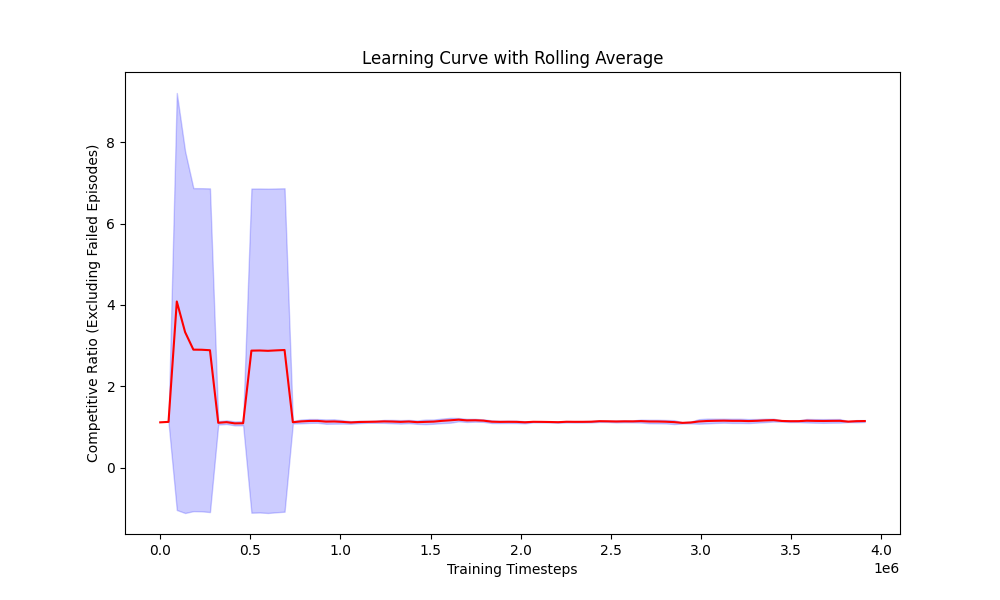 Learning Curve with Rolling Average
Competitive Ratio (Excluding Failed Episodes)
8
6
4
2
0
0.0 0.5 1.0 1.5 2.0 2.5 3.0 3.5 4.0
1e6
Training Timesteps